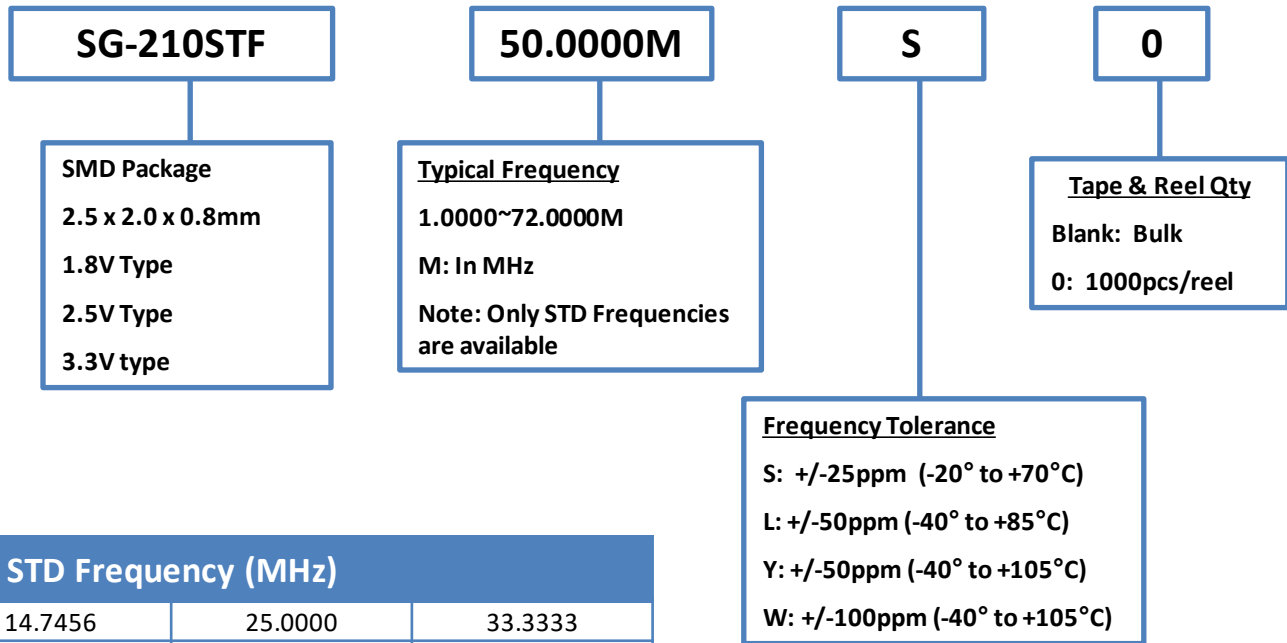 SG-210STF
50.0000M
S
0
SMD Package
2.5 x 2.0 x 0.8mm
1.8V Type
2.5V Type
3.3V type
Typical Frequency
1.0000~72.0000M
M: In MHz
Note: Only STD Frequencies
are available
Tape & Reel Qty
Blank: Bulk
0: 1000pcs/reel
Frequency Tolerance
S: +/-25ppm (-20° to +70°C)
L: +/-50ppm (-40° to +85°C)
Y: +/-50ppm (-40° to +105°C)
W: +/-100ppm (-40° to +105°C)
STD Frequency (MHz)
14.7456 25.0000 33.3333